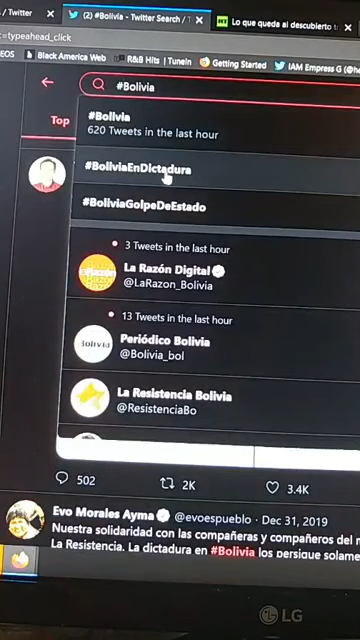 / Twitter
(2) #Bolivia - Twitter Search / T
Lo que queda al descubierto t
t=typeahead_click
EOS
Black America Web
R&B Hits | TuneIn
Getting Started
IAM Empress G (@he
#Bolivia
Top
#Bolivia
620 Tweets in the last hour
#BoliviaEnDictadura
#BoliviaGolpeDeEstado
3 Tweets in the last hour
La Razón Digital
@LaRazon_Bolivia
13 Tweets in the last hour
Periódico Bolivia
@Bolivia_bol
La Resistencia Bolivia
@ResistenciaBo
502
2K
3.4K
Evo Morales Ayma @evoespueblo · Dec 31, 2019
Nuestra solidaridad con las compañeras y compañeros del
La Resistencia. La dictadura en #Bolivia los persigue solame
LG